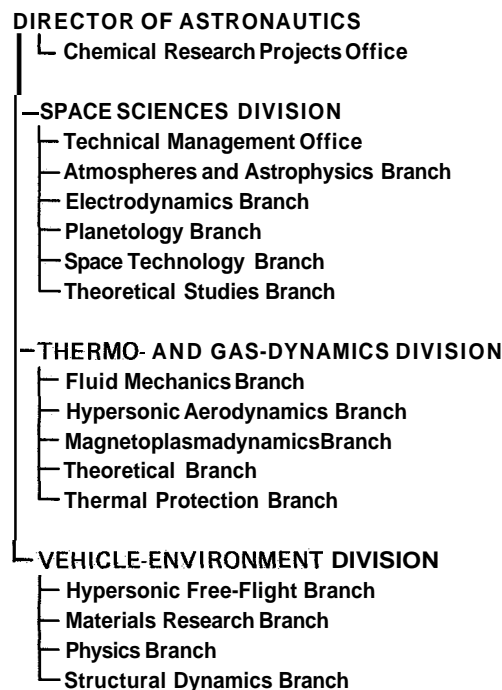 DIRECTOR OF ASTRONAUTICS
Chemical Research Projects Office
SPACE SCIENCES DIVISION
Technical Management Office
Atmospheres and Astrophysics Branch
Electrodynamics Branch
Planetology Branch
Space Technology Branch
Theoretical Studies Branch
THERMO- AND GAS-DYNAMICS DIVISION
Fluid Mechanics Branch
Hypersonic Aerodynamics Branch
Magnetoplasmadynamics Branch
Theoretical Branch
Thermal Protection Branch
VEHICLE-ENVIRONMENT DIVISION
Hypersonic Free-Flight Branch
Materials Research Branch
Physics Branch
Structural Dynamics Branch